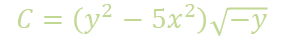 C = (y² − 5x²)√−y